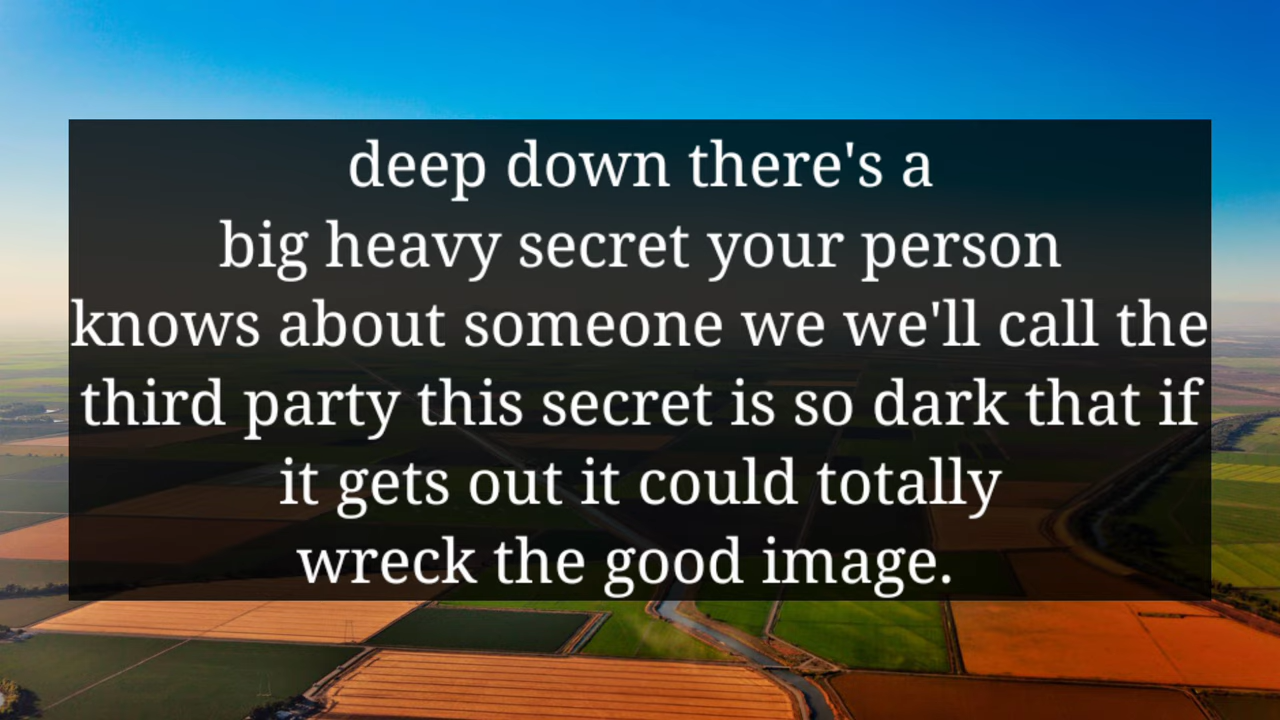 deep down there's a
big heavy secret your person
knows about someone we we'll call the
third party this secret is so dark that if
it gets out it could totally
wreck the good image.